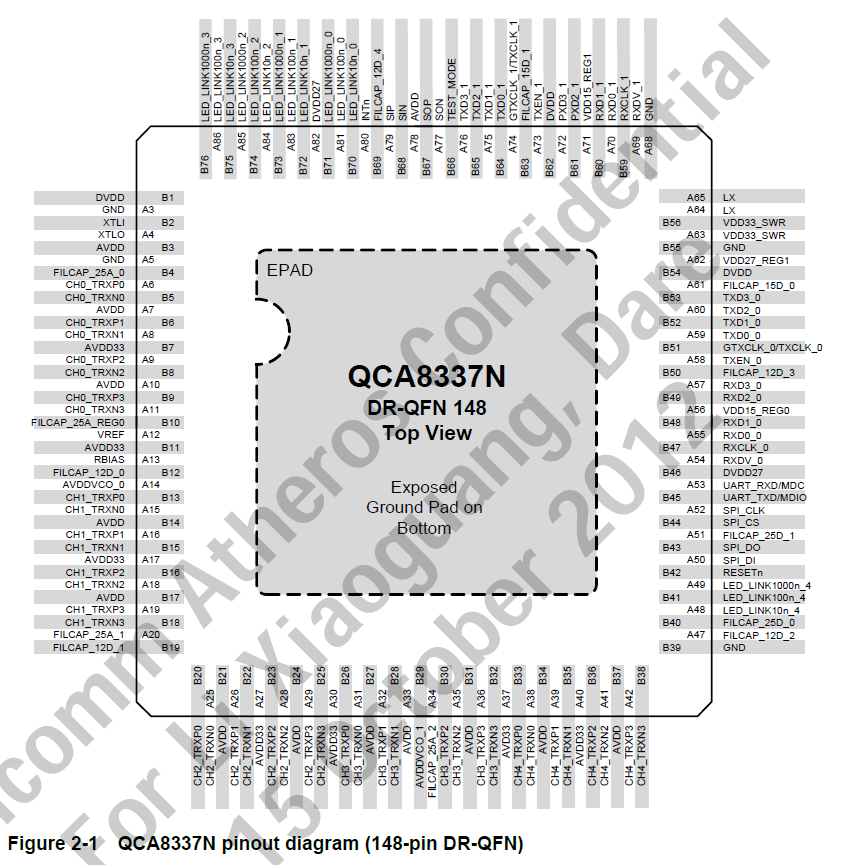 LED_LINK1000n_3 B76
LED_LINK100n_3 A86
LED_LINK10n_3 B75
LED_LINK1000n_2 A85
LED_LINK100n_2 B74
LED_LINK10n_2 A84
LED_LINK1000n_1 B73
LED_LINK100n_1 A83
LED_LINK10n_1 B72
DVDD27 A82
LED_LINK1000n_0 B71
LED_LINK100n_0 A81
LED_LINK10n_0 B70
INTn A80
FILCAP_12D_4 B69
SIP A79
SIN B68
AVDD A78
SOP B67
SON A77
TEST_MODE B66
TXD3_1 A76
TXD2_1 B65
TXD1_1 A75
TXD0_1 B64
GTXCLK_1/TXCLK_1 A74
FILCAP_15D_1 B63
TXEN_1 A73
DVDD B62
PXD3_1 A72
PXD2_1 B61
VDD15_REG1 A71
RXD1_1 B60
RXD0_1 A70
RXCLK_1 B59
RXDV_1 A69
GND A68
DVDD B1
GND A3
XTLI B2
XTLO A4
AVDD B3
GND A5
FILCAP_25A_0 B4
CH0_TRXP0 A6
CH0_TRXN0 B5
AVDD A7
CH0_TRXP1 B6
CH0_TRXN1 A8
AVDD33 B7
CH0_TRXP2 A9
CH0_TRXN2 B8
AVDD A10
CH0_TRXP3 B9
CH0_TRXN3 A11
FILCAP_25A_REG0 B10
VREF A12
AVDD33 B11
RBIAS A13
FILCAP_12D_0 B12
AVDDVCO_0 A14
CH1_TRXP0 B13
CH1_TRXN0 A15
AVDD B14
CH1_TRXP1 A16
CH1_TRXN1 B15
AVDD33 A17
CH1_TRXP2 B16
CH1_TRXN2 A18
AVDD B17
CH1_TRXP3 A19
CH1_TRXN3 B18
FILCAP_25A_1 A20
FILCAP_12D_1 B19
EPAD
QCA8337N
DR-QFN 148
Top View
Exposed
Ground Pad on
Bottom
A65 LX
A64 LX
B56 VDD33_SWR
A63 VDD33_SWR
B55 GND
A62 VDD27_REG1
B54 DVDD
A61 FILCAP_15D_0
B53 TXD3_0
A60 TXD2_0
B52 TXD1_0
A59 TXD0_0
B51 GTXCLK_0/TXCLK_0
A58 TXEN_0
B50 FILCAP_12D_3
A57 RXD3_0
B49 RXD2_0
A56 VDD15_REG0
B48 RXD1_0
A55 RXD0_0
B47 RXCLK_0
A54 RXDV_0
B46 DVDD27
A53 UART_RXD/MDC
B45 UART_TXD/MDIO
A52 SPI_CLK
B44 SPI_CS
A51 FILCAP_25D_1
B43 SPI_DO
A50 SPI_DI
B42 RESETn
A49 LED_LINK1000n_4
B41 LED_LINK100n_4
A48 LED_LINK10n_4
B40 FILCAP_25D_0
A47 FILCAP_12D_2
B39 GND
CH2_TRXP0 B20
CH2_TRXN0 A25
AVDD B21
CH2_TRXP1 A26
CH2_TRXN1 B22
AVDD33 A27
CH2_TRXP2 B23
CH2_TRXN2 A28
AVDD B24
CH2_TRXP3 A29
CH2_TRXN3 B25
AVDD33 A30
CH3_TRXP0 B26
CH3_TRXN0 A31
AVDD B27
CH3_TRXP1 A32
CH3_TRXN1 B28
AVDD A33
AVDDVCO_1 B29
FILCAP_25A_2 A34
CH3_TRXP2 B30
CH3_TRXN2 A35
AVDD B31
CH3_TRXP3 A36
CH3_TRXN3 B32
AVD33 A37
CH4_TRXP0 B33
CH4_TRXN0 A38
AVDD B34
CH4_TRXP1 A39
CH4_TRXN1 B35
AVDD33 A40
CH4_TRXP2 B36
CH4_TRXN2 A41
AVDD B37
CH4_TRXP3 A42
CH4_TRXN3 B38
comm Atheros Confidential
For Li Xiaoguang, Dare
15 October 2012
Figure 2-1 QCA8337N pinout diagram (148-pin DR-QFN)